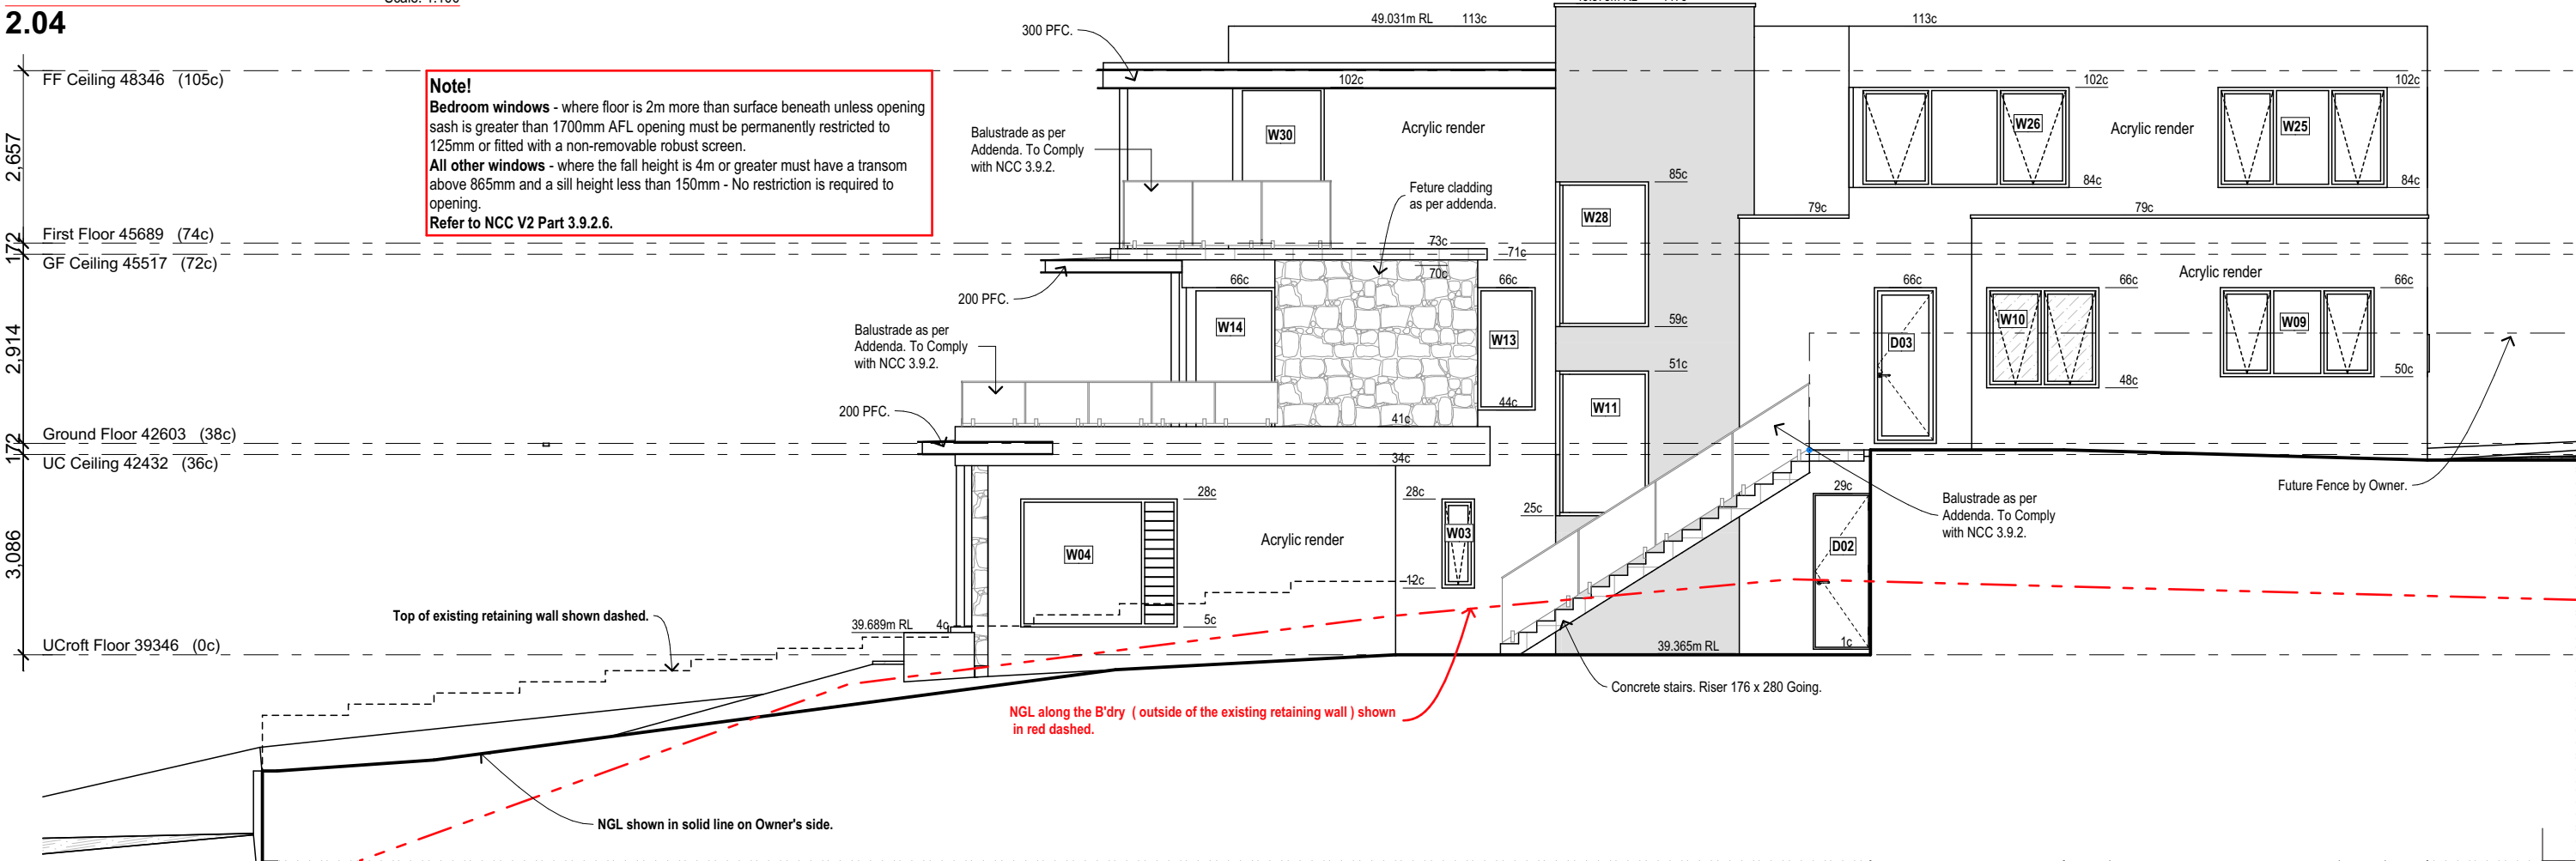 2.04
300 PFC.
49.031m RL 113c
113c
FF Ceiling 48346 (105c)
102c
102c
102c
Note!
Bedroom windows - where floor is 2m more than surface beneath unless opening
sash is greater than 1700mm AFL opening must be permanently restricted to
125mm or fitted with a non-removable robust screen.
All other windows - where the fall height is 4m or greater must have a transom
above 865mm and a sill height less than 150mm - No restriction is required to
opening.
Refer to NCC V2 Part 3.9.2.6.
2,657
Balustrade as per
Addenda. To Comply
with NCC 3.9.2.
W30
Acrylic render
W26
Acrylic render
W25
Feture cladding
as per addenda.
85c
84c
84c
W28
79c
79c
First Floor 45689 (74c)
172
GF Ceiling 45517 (72c)
73c
71c
70c
Acrylic render
200 PFC.
66c
66c
66c
66c
66c
2,914
Balustrade as per
Addenda. To Comply
with NCC 3.9.2.
W14
W13
59c
D03
W10
W09
51c
48c
50c
200 PFC.
44c
W11
41c
Ground Floor 42603 (38c)
172
UC Ceiling 42432 (36c)
34c
28c
28c
25c
29c
Balustrade as per
Addenda. To Comply
with NCC 3.9.2.
Future Fence by Owner.
3,086
W04
Acrylic render
W03
D02
12c
Top of existing retaining wall shown dashed.
39.689m RL 4c
5c
UCroft Floor 39346 (0c)
39.365m RL
1c
Concrete stairs. Riser 176 x 280 Going.
NGL along the B'dry ( outside of the existing retaining wall ) shown
in red dashed.
NGL shown in solid line on Owner's side.